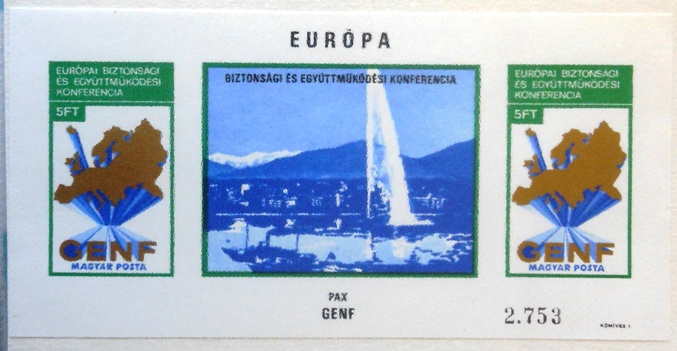 EURÓPA
EURÓPAI BIZTONSÁGI
ÉS EGYÜTTMŰKÖDÉSI
KONFERENCIA
5FT
GENF
MAGYAR POSTA
BIZTONSÁGI ÉS EGYÜTTMŰKÖDÉSI KONFERENCIA
EURÓPAI BIZTONSÁGI
ÉS EGYÜTTMŰKÖDÉSI
KONFERENCIA
5FT
GENF
MAGYAR POSTA
PAX
GENF
2.753
KÖMÍVES I.